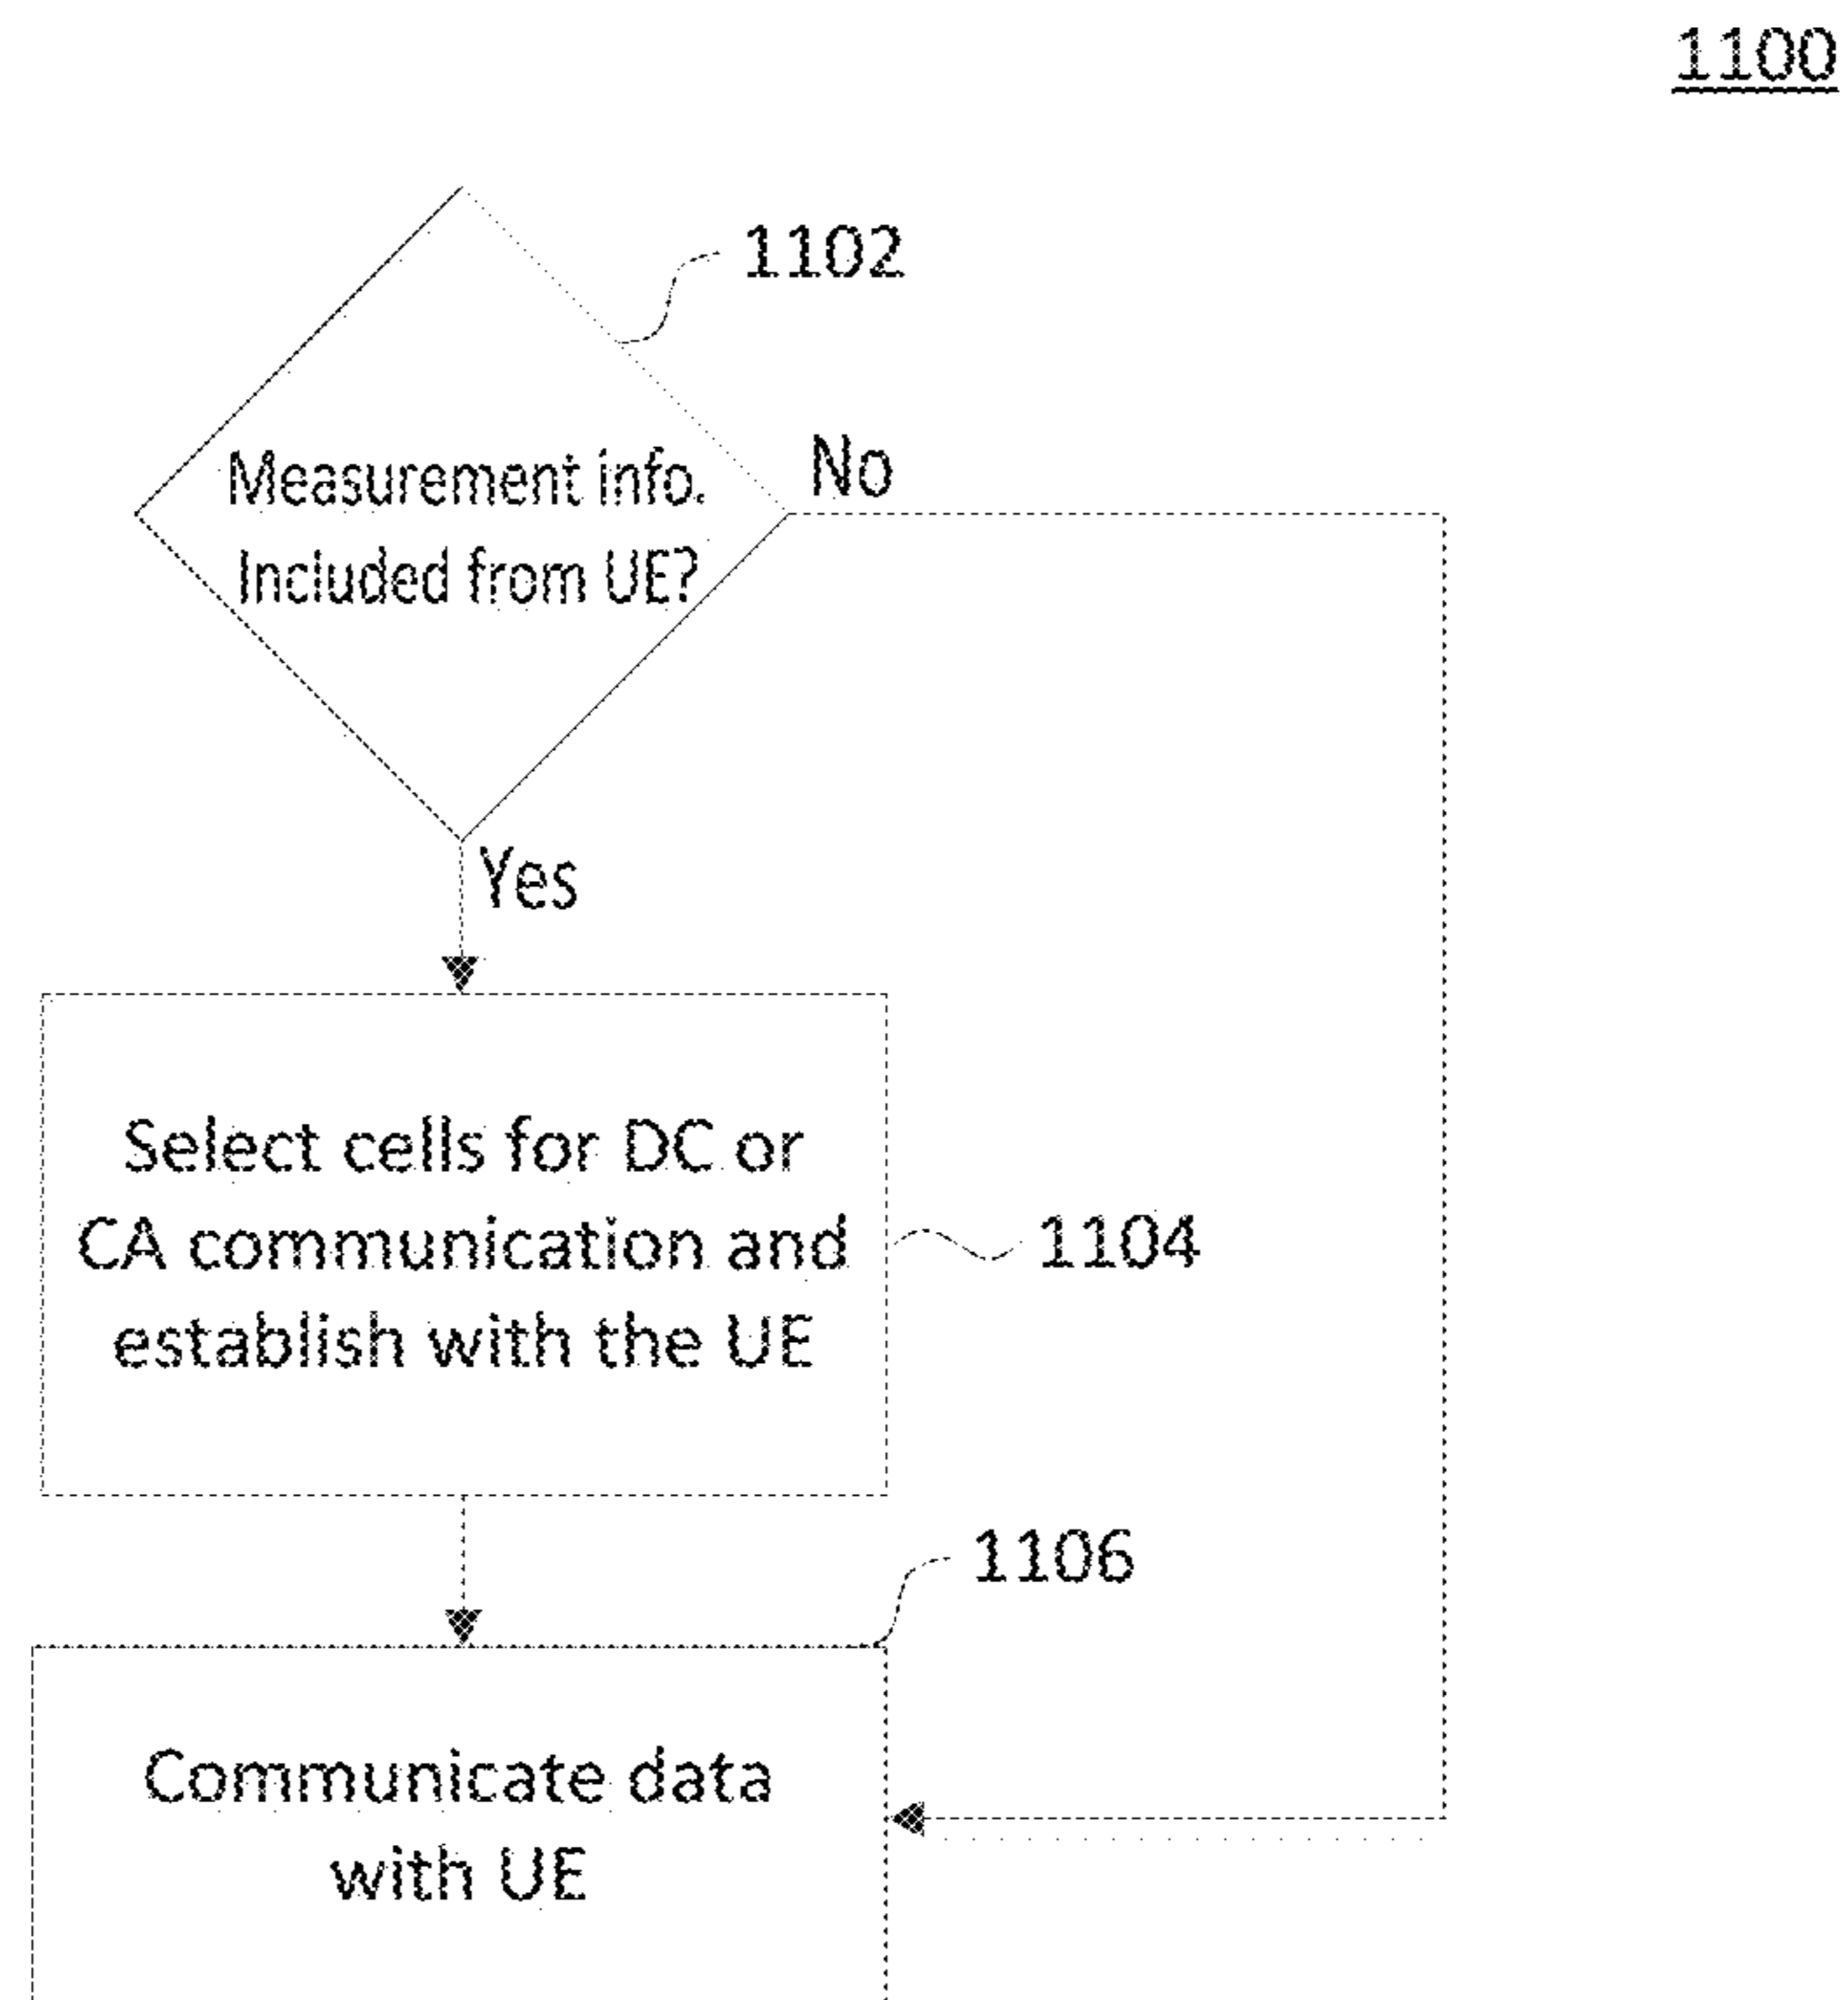 1100
1102
Measurement info.
Included from UE?
No
Yes
Select cells for DC or
CA communication and
establish with the UE
1104
1106
Communicate data
with UE